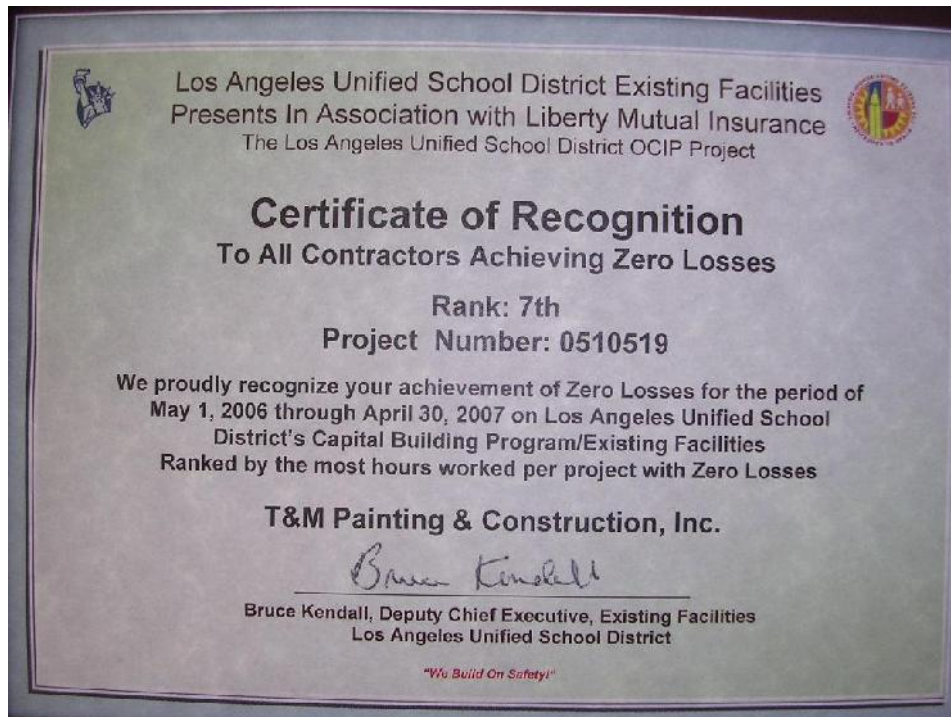 Los Angeles Unified School District Existing Facilities
Presents In Association with Liberty Mutual Insurance
The Los Angeles Unified School District OCIP Project
Certificate of Recognition
To All Contractors Achieving Zero Losses
Rank: 7th
Project Number: 0510519
We proudly recognize your achievement of Zero Losses for the period of
May 1, 2006 through April 30, 2007 on Los Angeles Unified School
District's Capital Building Program/Existing Facilities
Ranked by the most hours worked per project with Zero Losses
T&M Painting & Construction, Inc.
Bruce Kendall
Bruce Kendall, Deputy Chief Executive, Existing Facilities
Los Angeles Unified School District
"We Build On Safety!"